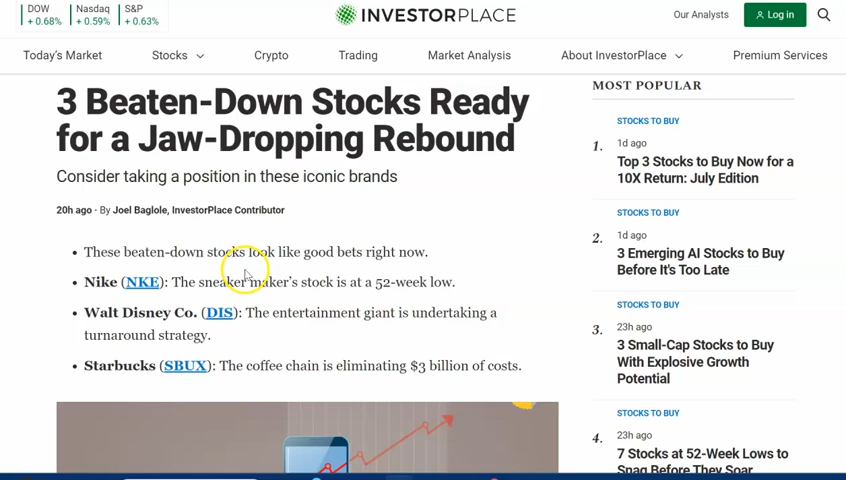 DOW
+ 0.68%
Nasdaq
+ 0.59%
S&P
+ 0.63%
INVESTORPLACE
Our Analysts
Log in
Today's Market
Stocks
Crypto
Trading
Market Analysis
About InvestorPlace
Premium Services
3 Beaten-Down Stocks Ready
for a Jaw-Dropping Rebound
Consider taking a position in these iconic brands
20h ago · By Joel Baglole, InvestorPlace Contributor
• These beaten-down stocks look like good bets right now.
• Nike (NKE): The sneaker maker's stock is at a 52-week low.
• Walt Disney Co. (DIS): The entertainment giant is undertaking a
turnaround strategy.
• Starbucks (SBUX): The coffee chain is eliminating $3 billion of costs.
MOST POPULAR
STOCKS TO BUY
1.
1d ago
Top 3 Stocks to Buy Now for a
10X Return: July Edition
STOCKS TO BUY
2.
1d ago
3 Emerging AI Stocks to Buy
Before It's Too Late
STOCKS TO BUY
3.
23h ago
3 Small-Cap Stocks to Buy
With Explosive Growth
Potential
STOCKS TO BUY
4.
23h ago
7 Stocks at 52-Week Lows to
Snag Before They Soar